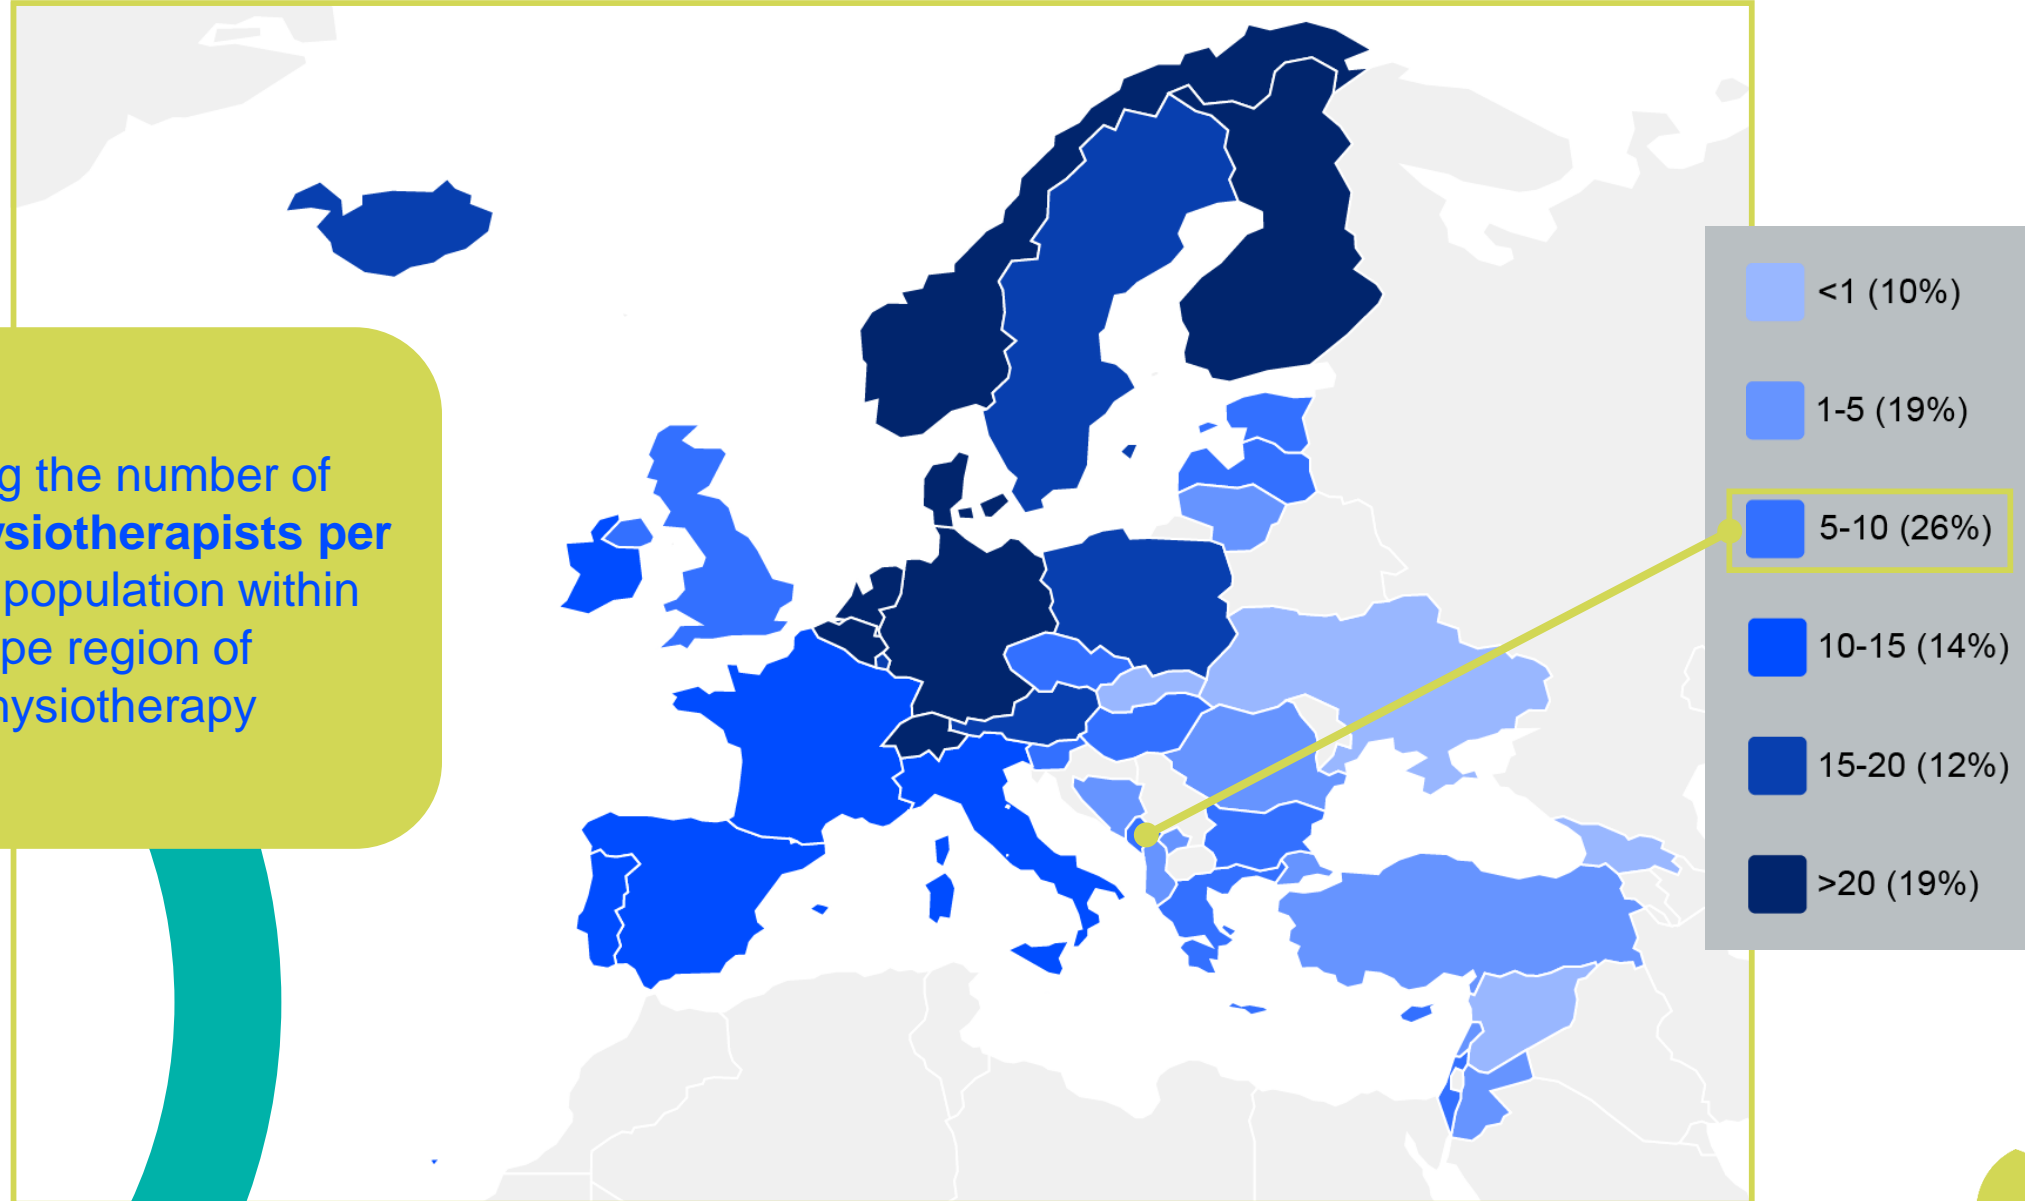 g the number of
ysiotherapists per
population within
pe region of
hysiotherapy
<1 (10%)
1-5 (19%)
5-10 (26%)
10-15 (14%)
15-20 (12%)
>20 (19%)